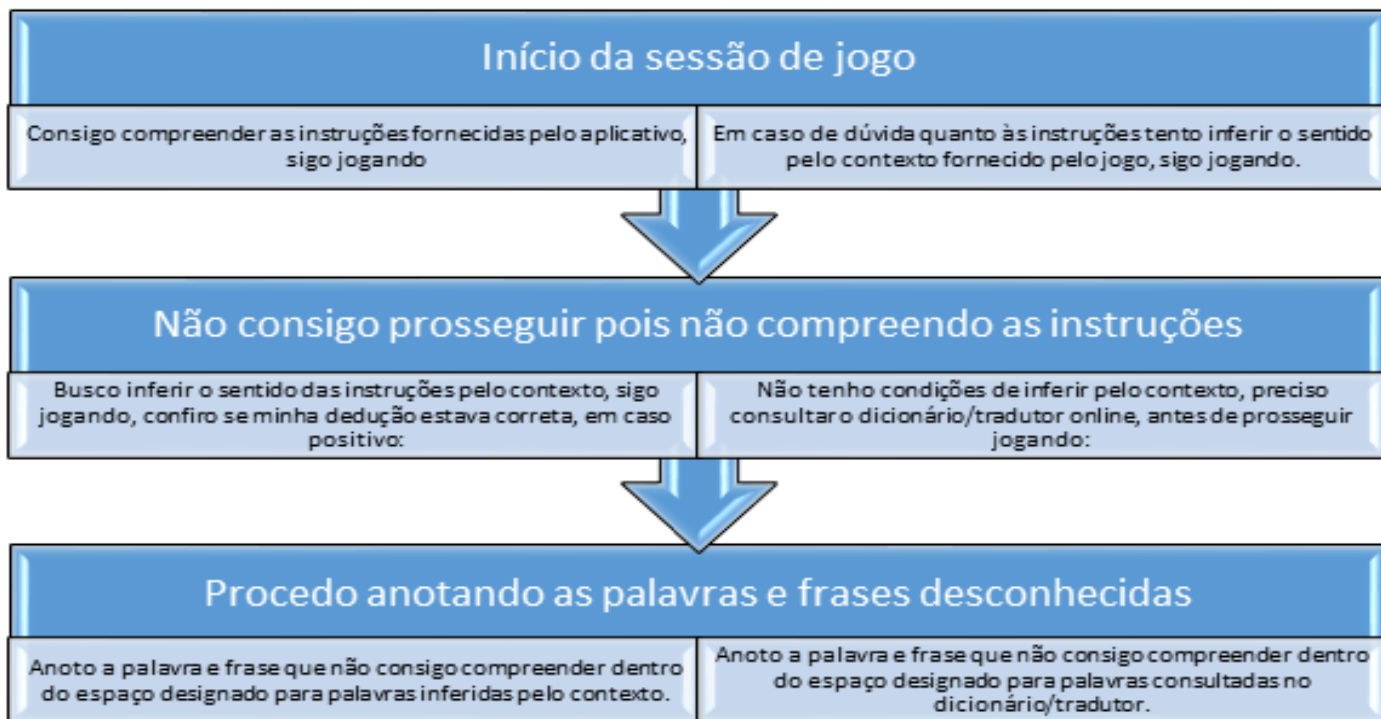 Início da sessão de jogo
Consigo compreender as instruções fornecidas pelo aplicativo,
sigo jogando
Em caso de dúvida quanto às instruções tento inferir o sentido
pelo contexto fornecido pelo jogo, sigo jogando.
Não consigo prosseguir pois não compreendo as instruções
Busco inferir o sentido das instruções pelo contexto, sigo
jogando, confiro se minha dedução estava correta, em caso
positivo:
Não tenho condições de inferir pelo contexto, preciso
consultar o dicionário/tradutor online, antes de prosseguir
jogando:
Procedo anotando as palavras e frases desconhecidas
Anoto a palavra e frase que não consigo compreender dentro
do espaço designado para palavras inferidas pelo contexto.
Anoto a palavra e frase que não consigo compreender dentro
do espaço designado para palavras consultadas no
dicionário/tradutor.